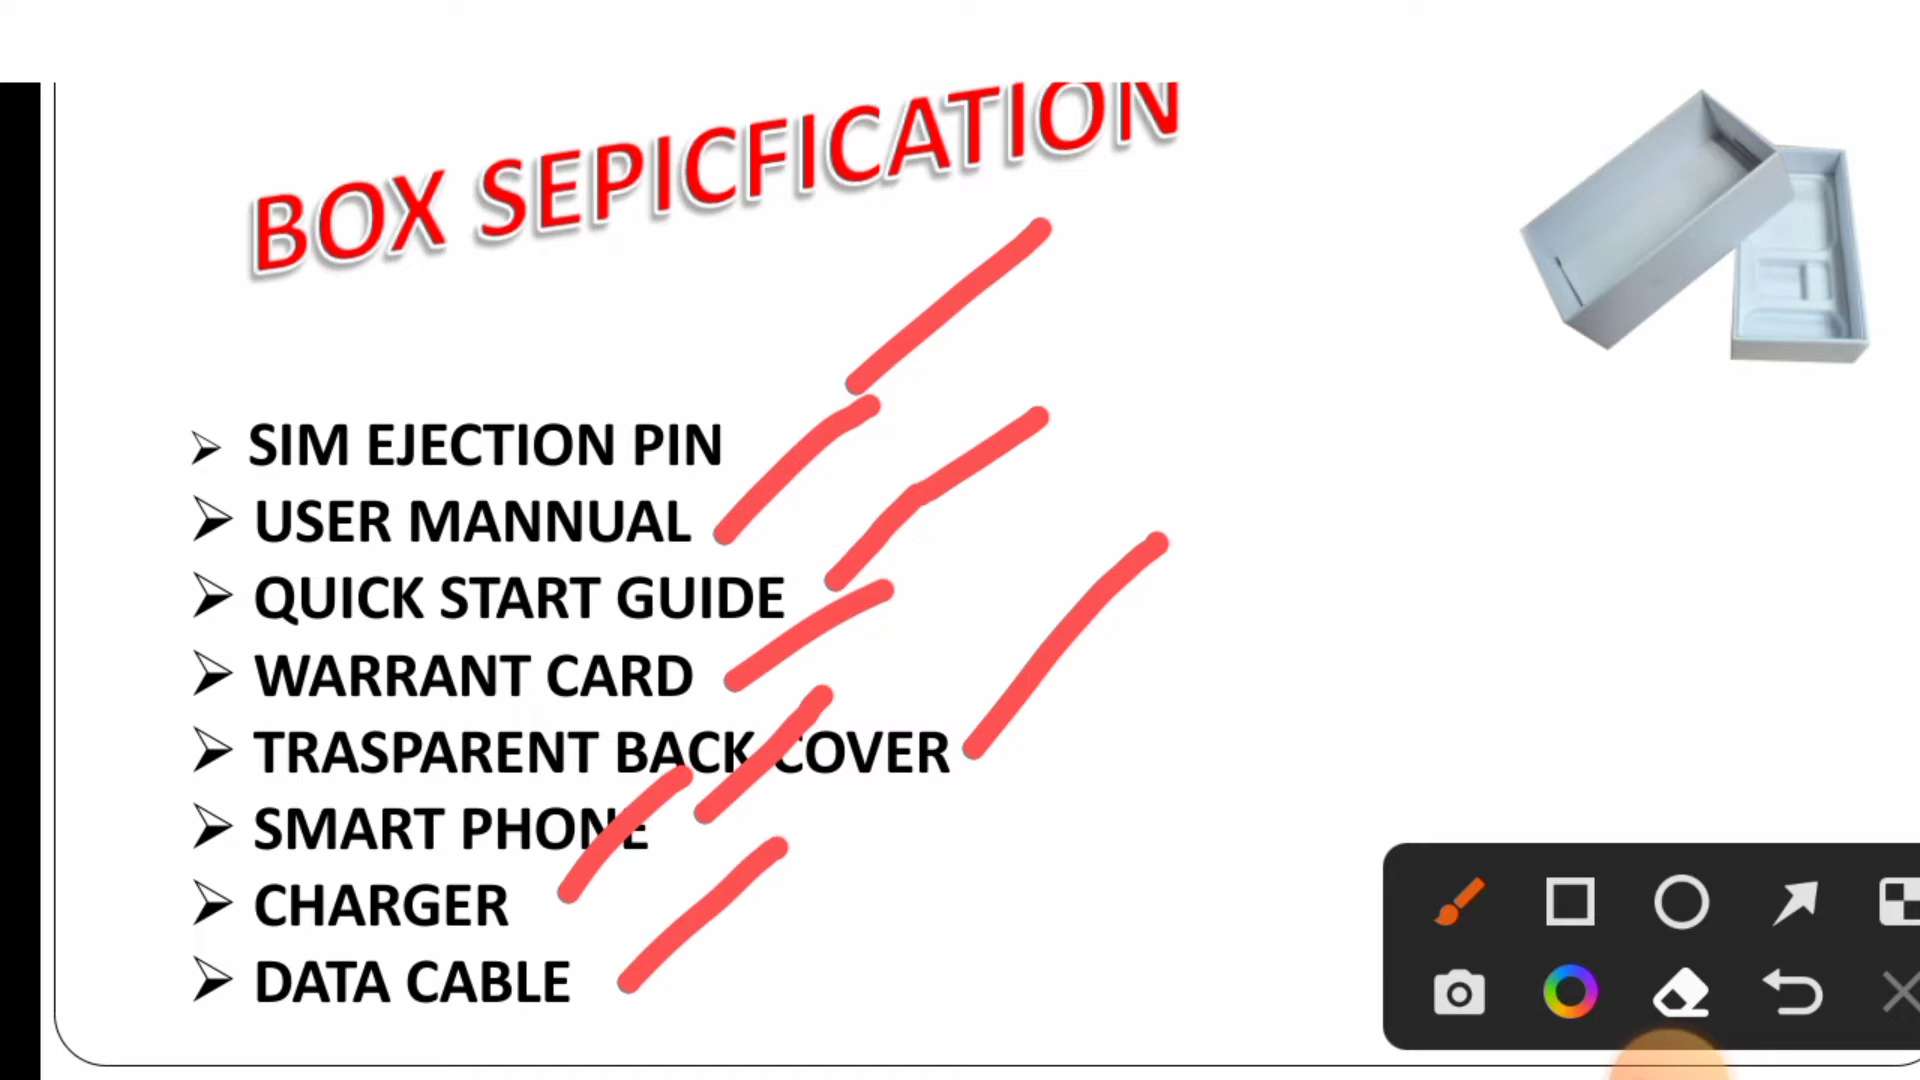 BOX SEPICFICATION
SIM EJECTION PIN
USER MANNUAL
QUICK START GUIDE
WARRANT CARD
TRASPARENT BACK COVER
SMART PHONE
CHARGER
DATA CABLE